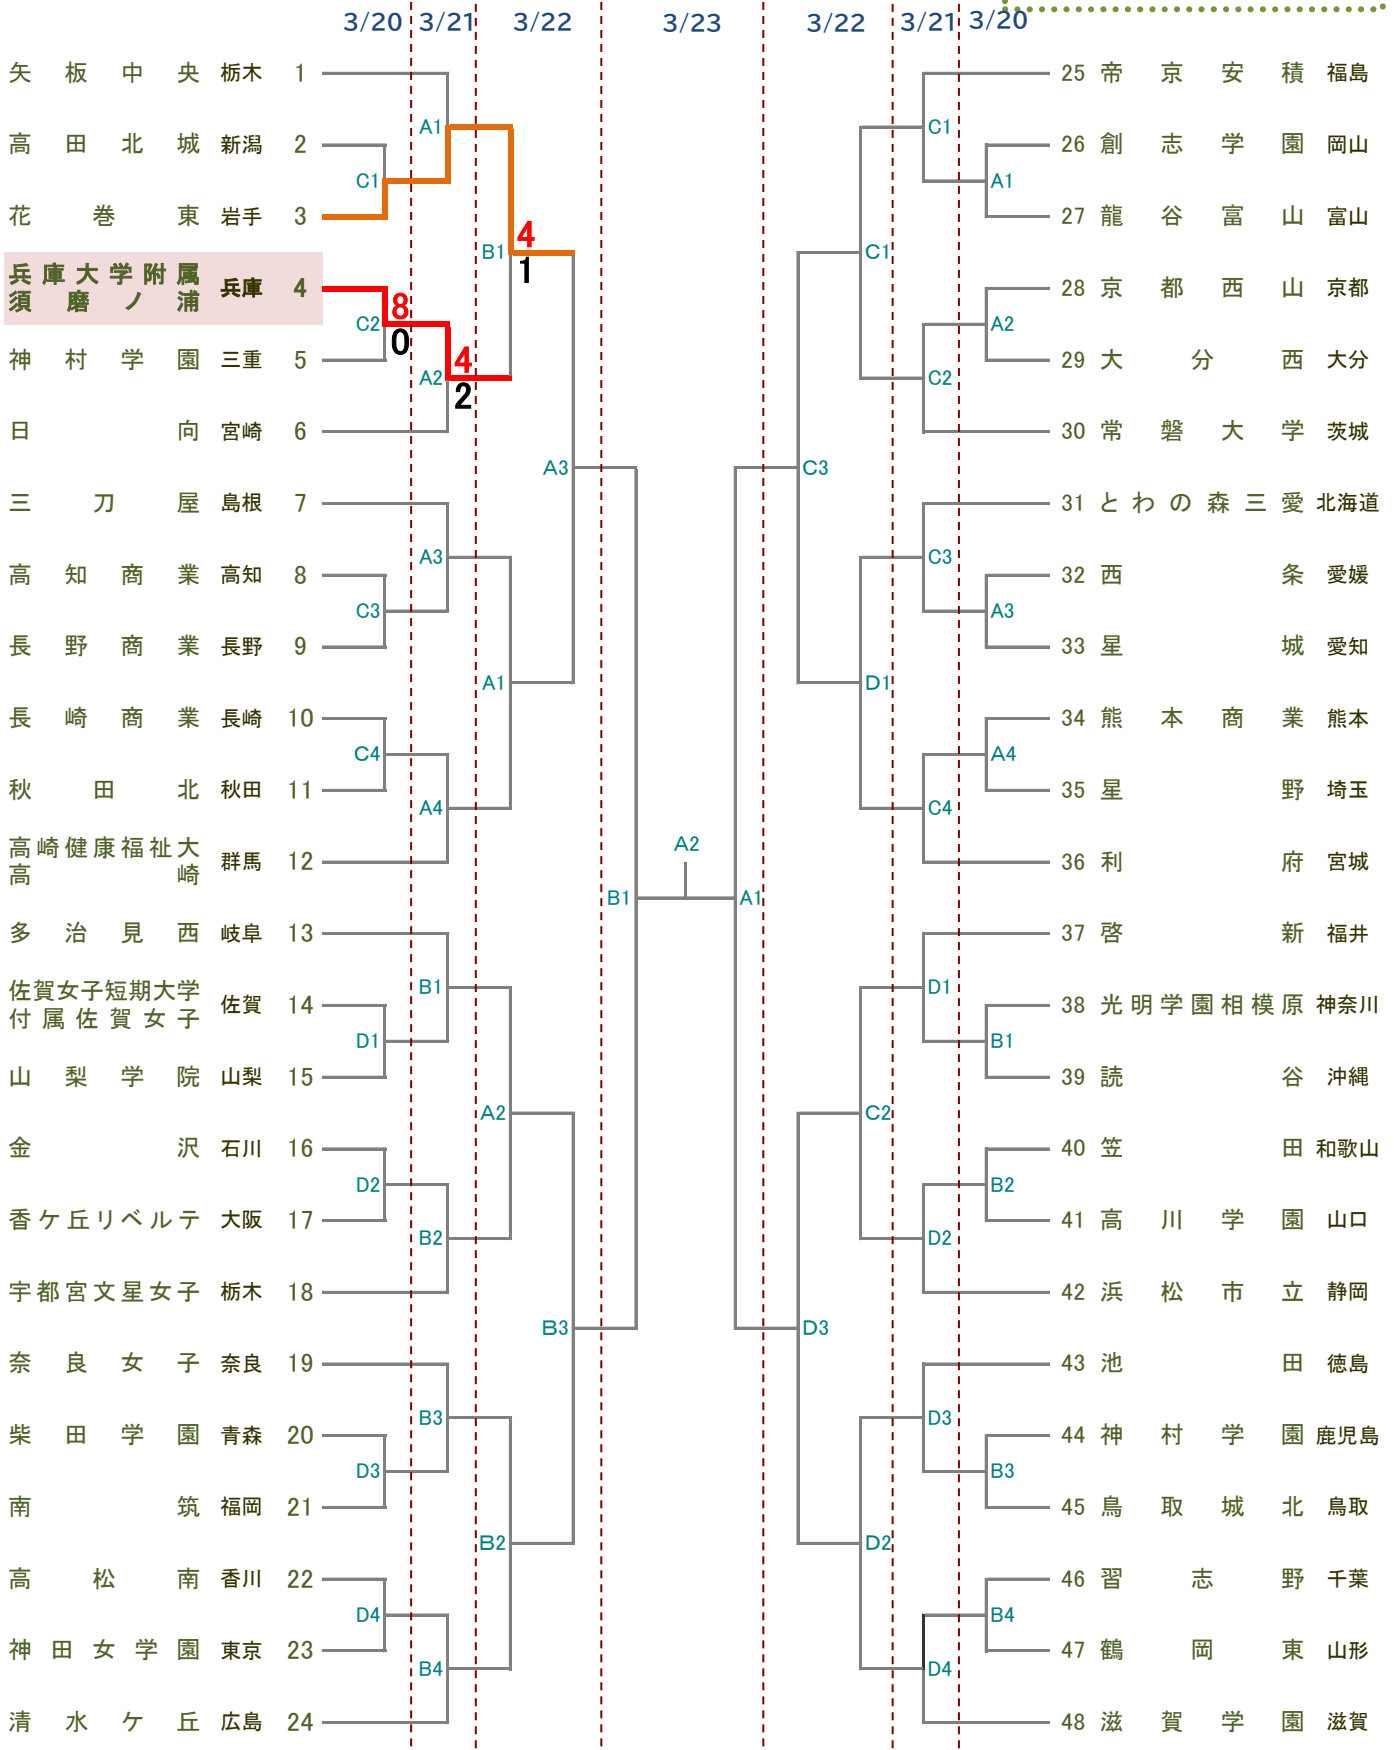 3/20 3/21 3/22 3/23 3/22 3/21 3/20
矢板中央 栃木 1
A1
高田北城 新潟 2
C1
花巻東 岩手 3
B1 4
1
兵庫大学附属
須磨ノ浦 兵庫 4
C2 8
0
神村学園 三重 5
A2 4
2
日向 宮崎 6
A3
三刀屋 島根 7
A3
高知商業 高知 8
C3
長野商業 長野 9
A1
長崎商業 長崎 10
C4
秋田北 秋田 11
A4
高崎健康福祉大
高崎 群馬 12
B1
多治見西 岐阜 13
B1
佐賀女子短期大学
付属佐賀女子 佐賀 14
D1
山梨学院 山梨 15
A2
金沢 石川 16
D2
香ケ丘リベルテ 大阪 17
B2
宇都宮文星女子 栃木 18
B3
奈良女子 奈良 19
B3
柴田学園 青森 20
D3
南筑 福岡 21
B2
高松南 香川 22
D4
神田女学園 東京 23
B4
清水ケ丘 広島 24
A2
25 帝京安積 福島
C1
26 創志学園 岡山
A1
27 龍谷富山 富山
C1
28 京都西山 京都
A2
29 大分西 大分
C2
30 常磐大学 茨城
C3
31 とわの森三愛 北海道
C3
32 西条 愛媛
A3
33 星城 愛知
D1
34 熊本商業 熊本
A4
35 星野 埼玉
C4
36 利府 宮城
A1
37 啓新 福井
D1
38 光明学園相模原 神奈川
B1
39 読谷 沖縄
C2
40 笠田 和歌山
B2
41 高川学園 山口
D2
42 浜松市立 静岡
D3
43 池田 徳島
D3
44 神村学園 鹿児島
B3
45 鳥取城北 鳥取
D2
46 習志野 千葉
B4
47 鶴岡東 山形
D4
48 滋賀学園 滋賀